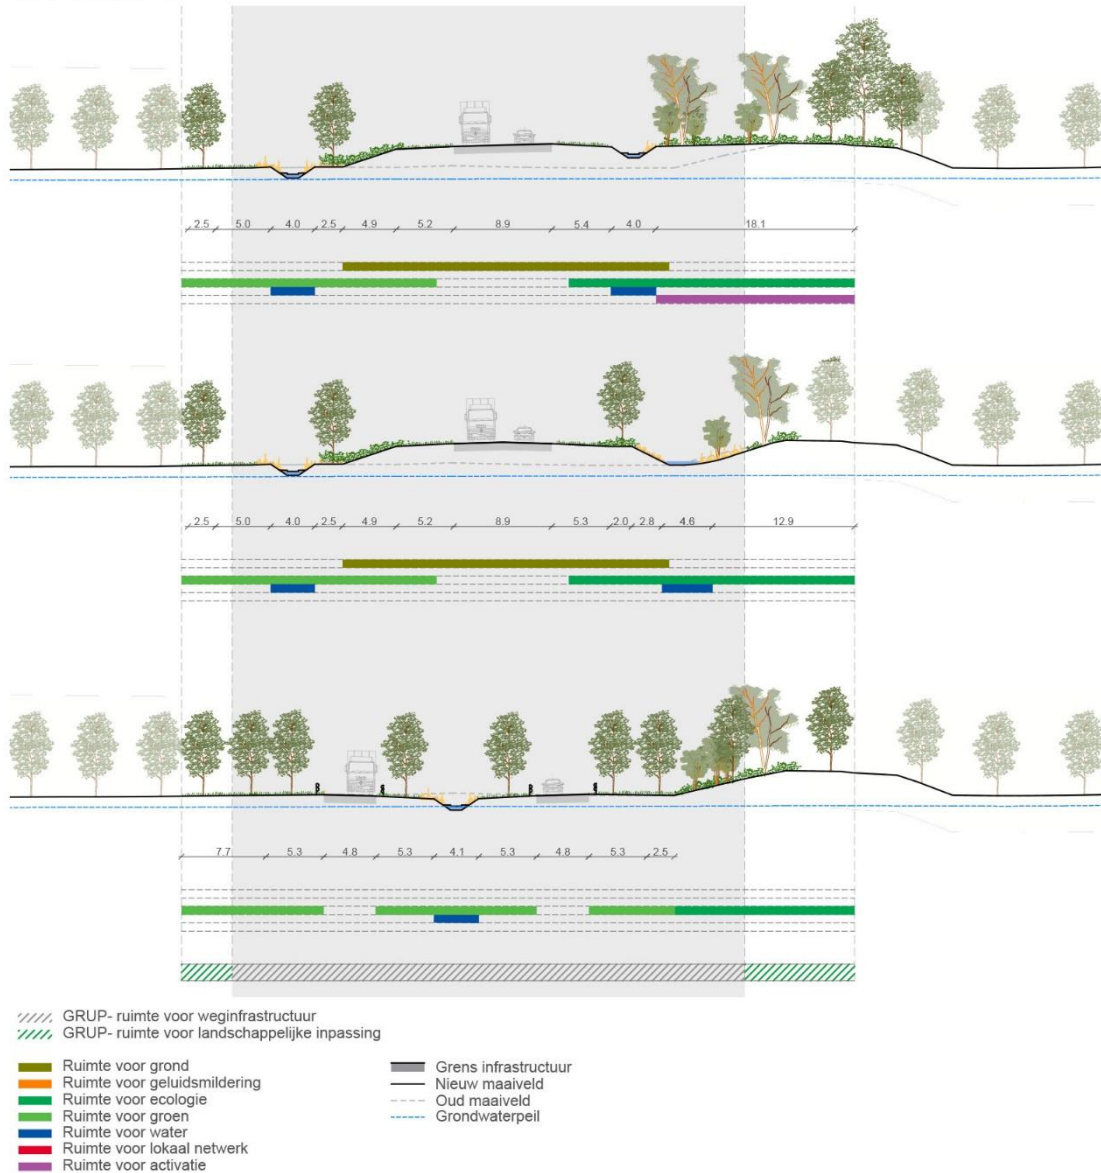 2.5 5.0 4.0 2.5 4.9 5.2 8.9 5.4 4.0 18.1
2.5 5.0 4.0 2.5 4.9 5.2 8.9 5.3 2.0 2.8 4.6 12.9
7.7 5.3 4.8 5.3 4.1 5.3 4.8 5.3 2.5
GRUP- ruimte voor weginfrastructuur
GRUP- ruimte voor landschappelijke inpassing
Ruimte voor grond
Ruimte voor geluidsmildering
Ruimte voor ecologie
Ruimte voor groen
Ruimte voor water
Ruimte voor lokaal netwerk
Ruimte voor activatie
Grens infrastructuur
Nieuw maaiveld
Oud maaiveld
Grondwaterpeil